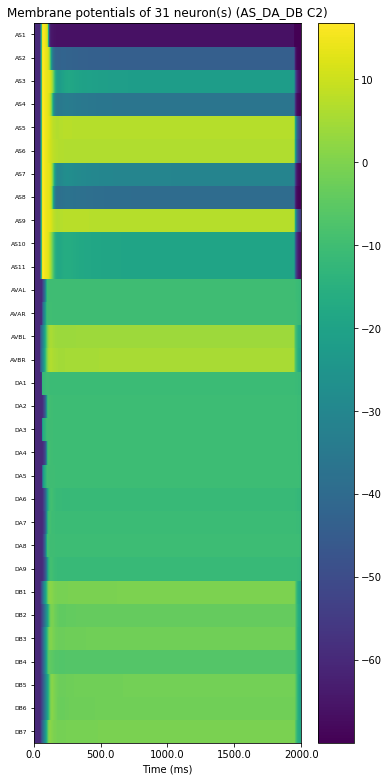 Membrane potentials of 31 neuron(s) (AS_DA_DB C2)
AS1
AS2
AS3
AS4
AS5
AS6
AS7
AS8
AS9
AS10
AS11
AVAL
AVAR
AVBL
AVBR
DA1
DA2
DA3
DA4
DA5
DA6
DA7
DA8
DA9
DB1
DB2
DB3
DB4
DB5
DB6
DB7
0.0 500.0 1000.0 1500.0 2000.0
Time (ms)
10
0
−10
−20
−30
−40
−50
−60